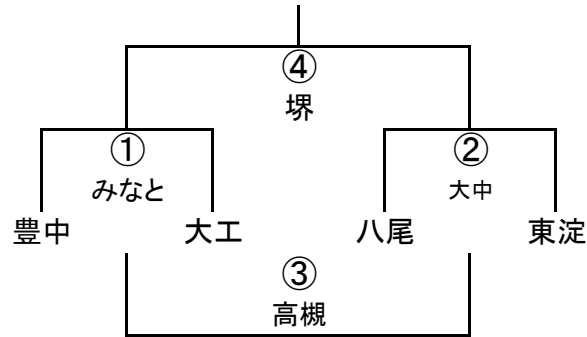 ④
堺
①
みなと
②
大中
豊中
大工
八尾
東淀
③
高槻